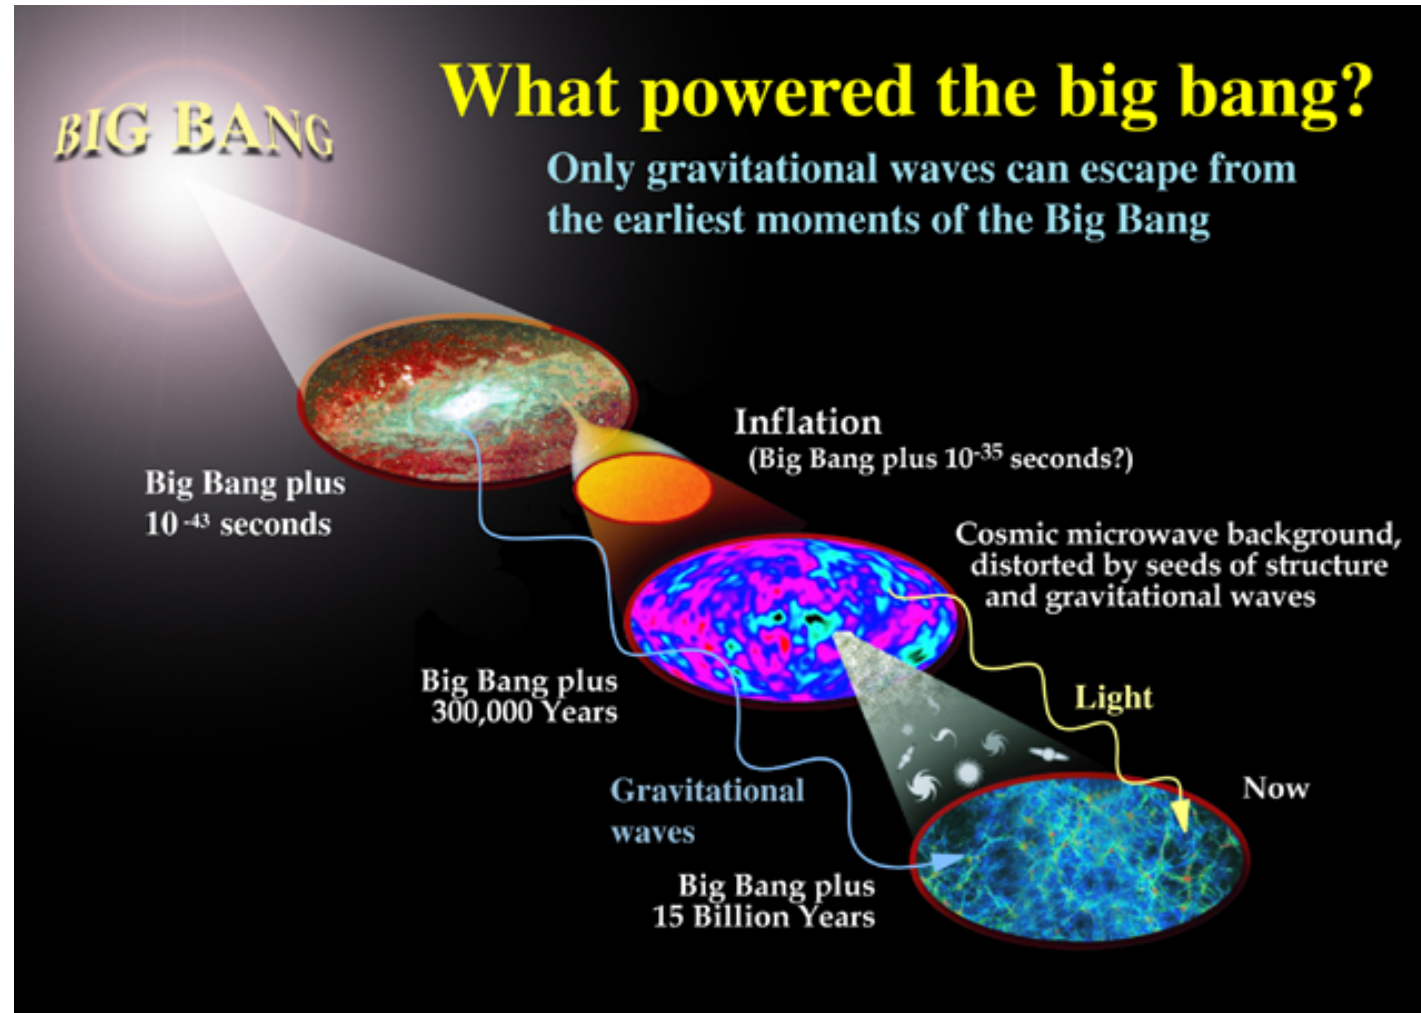 BIG BANG
What powered the big bang?
Only gravitational waves can escape from
the earliest moments of the Big Bang
Inflation
(Big Bang plus 10⁻³⁵ seconds?)
Big Bang plus
10⁻⁴³ seconds
Cosmic microwave background,
distorted by seeds of structure
and gravitational waves
Big Bang plus
300,000 Years
Light
Gravitational
waves
Now
Big Bang plus
15 Billion Years